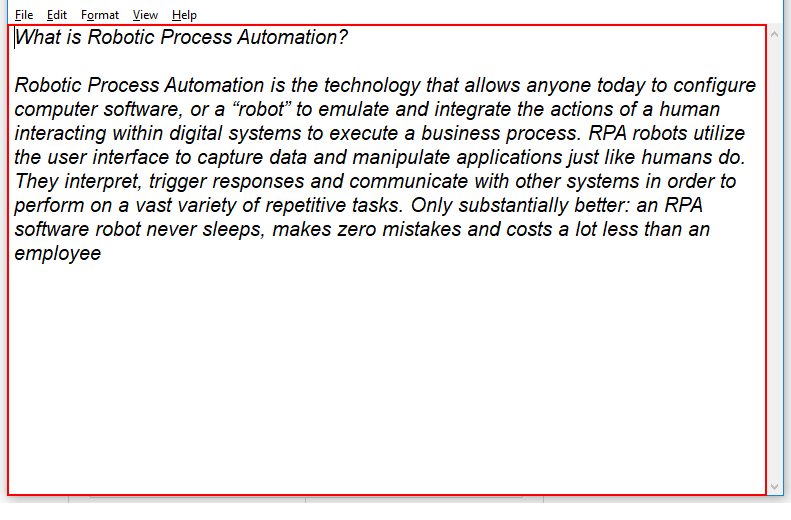 File Edit Format View Help
What is Robotic Process Automation?
Robotic Process Automation is the technology that allows anyone today to configure
computer software, or a “robot” to emulate and integrate the actions of a human
interacting within digital systems to execute a business process. RPA robots utilize
the user interface to capture data and manipulate applications just like humans do.
They interpret, trigger responses and communicate with other systems in order to
perform on a vast variety of repetitive tasks. Only substantially better: an RPA
software robot never sleeps, makes zero mistakes and costs a lot less than an
employee